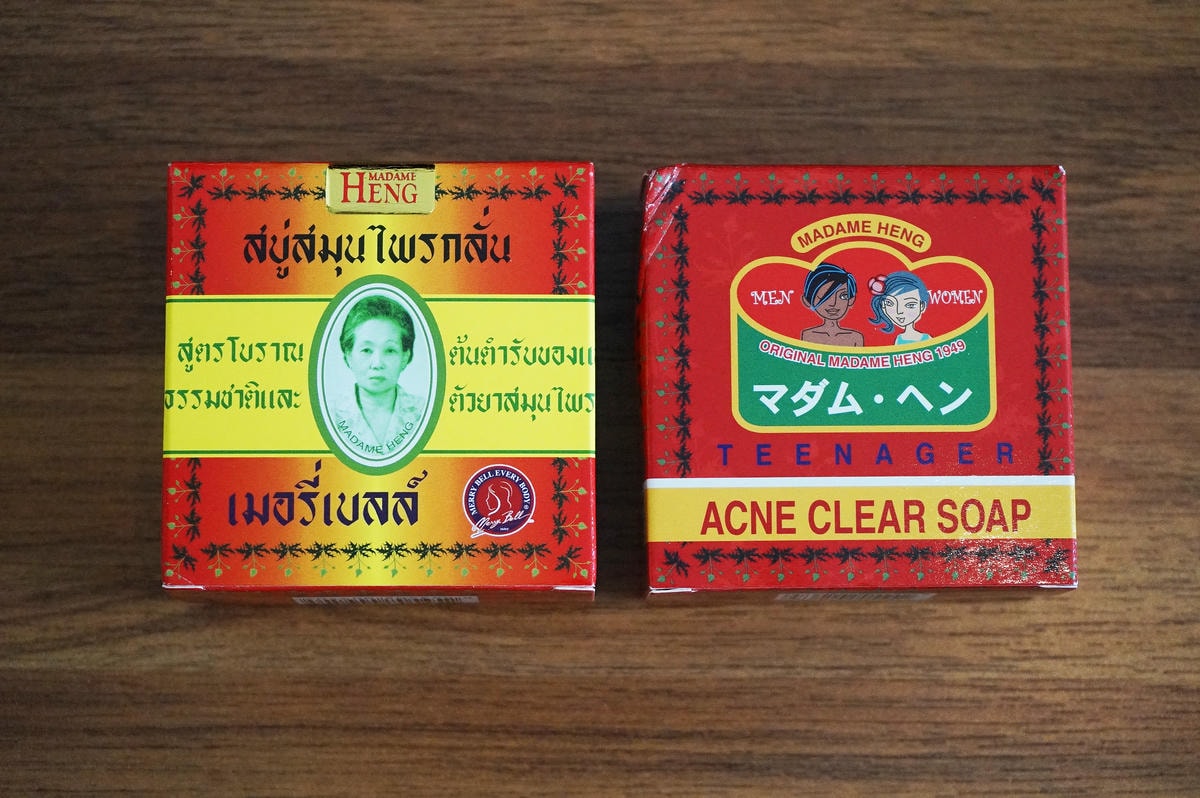 MADAME
HENG
สบู่สมุนไพรกลั่น
สูตรโบราณ
ธรรมชาติและ
MADAME HENG
ต้นตำรับของแ
ตัวยาสมุนไพร
เมอรี่เบลล์
MERRY BELL EVERY BODY
Merry Bell
MADAME HENG
MEN
WOMEN
ORIGINAL MADAME HENG 1949
マダム・ヘン
TEENAGER
ACNE CLEAR SOAP